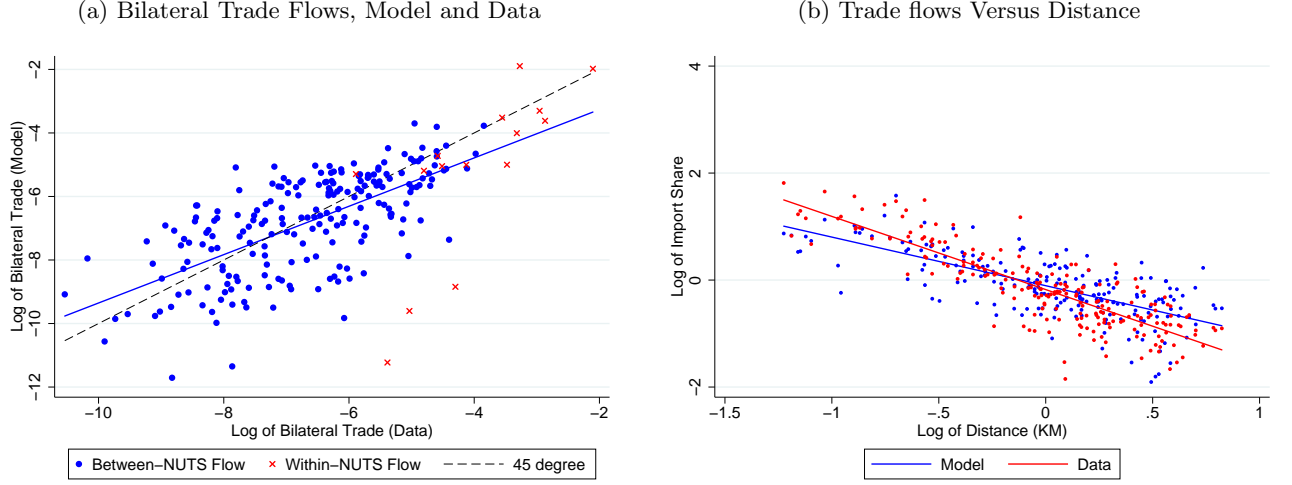 (a) Bilateral Trade Flows, Model and Data
(b) Trade flows Versus Distance
Log of Bilateral Trade (Model)
−2
−4
−6
−8
−10
−12
−10
−8
−6
−4
−2
Log of Bilateral Trade (Data)
Between−NUTS Flow
Within−NUTS Flow
45 degree
Log of Import Share
4
2
0
−2
−1.5
−1
−.5
0
.5
1
Log of Distance (KM)
Model
Data